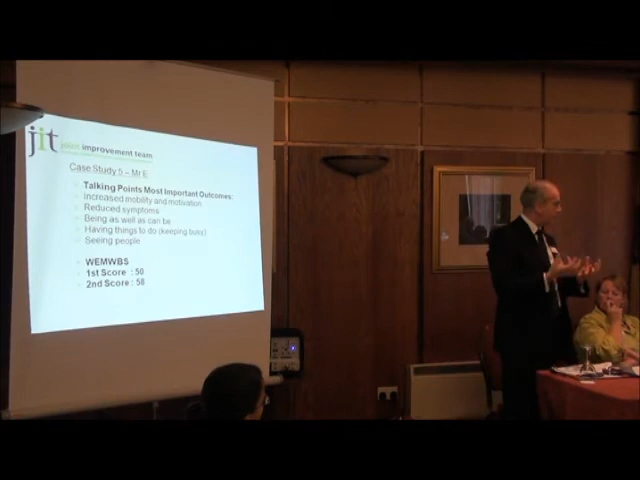 jit joint improvement team
Case Study 5 – Mr E
Talking Points Most Important Outcomes:
Increased mobility and motivation
Reduced symptoms
Being as well as can be
Having things to do (keeping busy)
Seeing people
WEMWBS
1st Score : 50
2nd Score : 58